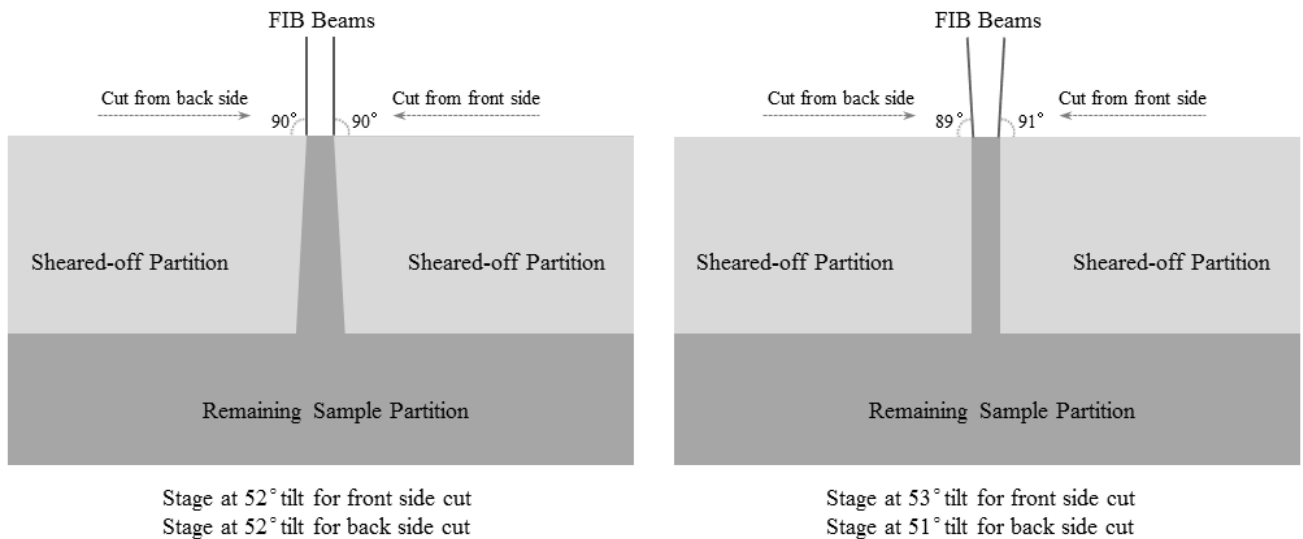 FIB Beams
Cut from back side
Cut from front side
90°
90°
Sheared-off Partition
Sheared-off Partition
Remaining Sample Partition
Stage at 52° tilt for front side cut
Stage at 52° tilt for back side cut
FIB Beams
Cut from back side
Cut from front side
89°
91°
Sheared-off Partition
Sheared-off Partition
Remaining Sample Partition
Stage at 53° tilt for front side cut
Stage at 51° tilt for back side cut